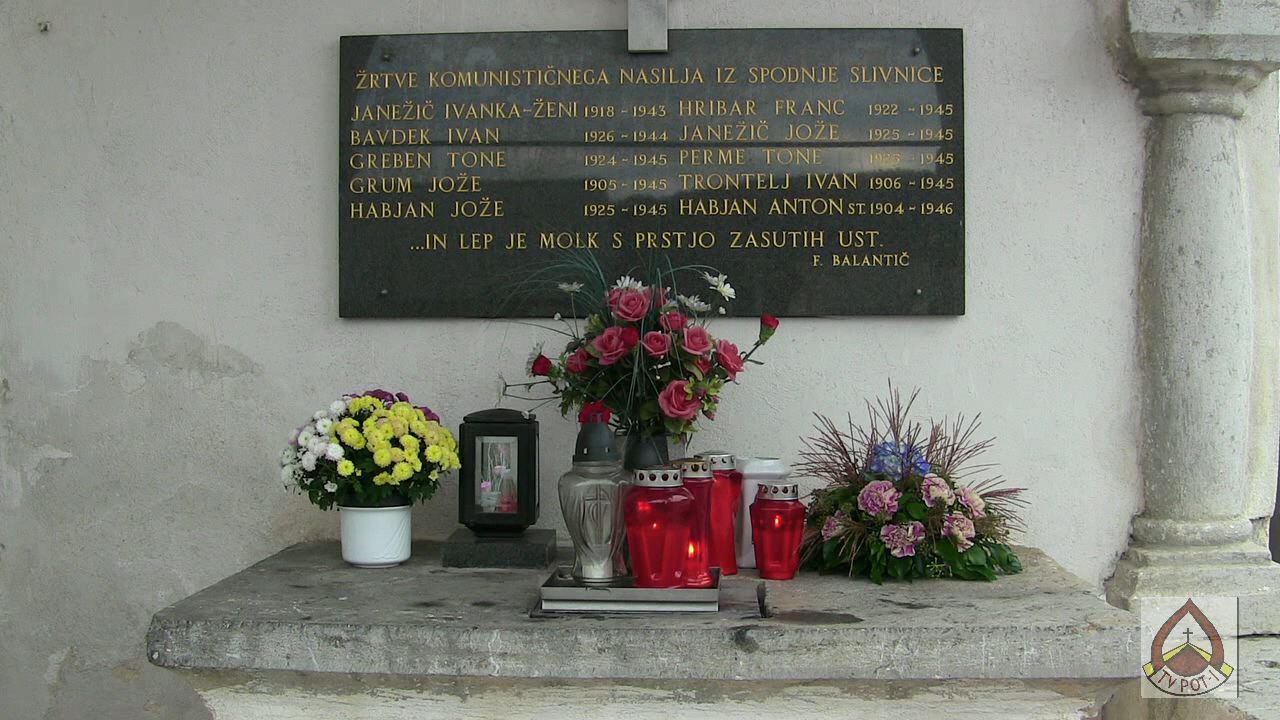 ŽRTVE KOMUNISTIČNEGA NASILJA IZ SPODNJE SLIVNICE
JANEŽIČ IVANKA-ŽENI 1918 - 1943 HRIBAR FRANC 1922 - 1945
BAVDEK IVAN 1926 - 1944 JANEŽIČ JOŽE 1925 - 1945
GREBEN TONE 1924 - 1945 PERME TONE - 1945
GRUM JOŽE 1905 - 1945 TRONTELJ IVAN 1906 - 1945
HABJAN JOŽE 1925 - 1945 HABJAN ANTON ST. 1904 - 1946
...IN LEP JE MOLK S PRSTJO ZASUTIH UST.
F. BALANTIČ
TV POT-1